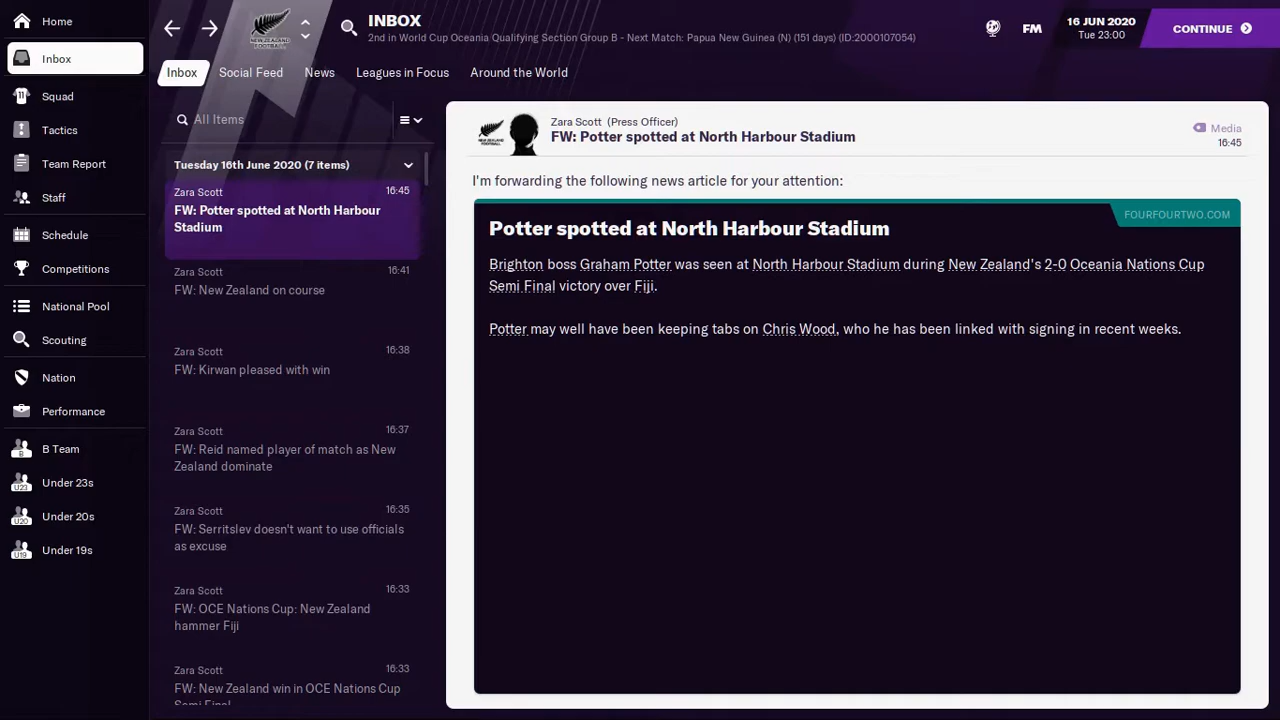 Home
Inbox
Squad
Tactics
Team Report
Staff
Schedule
Competitions
National Pool
Scouting
Nation
Performance
B Team
Under 23s
Under 20s
Under 19s
INBOX
2nd in World Cup Oceania Qualifying Section Group B - Next Match: Papua New Guinea (N) (151 days) (ID:2000107054)
FM
16 JUN 2020
Tue 23:00
CONTINUE
Inbox
Social Feed
News
Leagues in Focus
Around the World
All Items
Tuesday 16th June 2020 (7 items)
Zara Scott 16:45
FW: Potter spotted at North Harbour
Stadium
Zara Scott 16:41
FW: New Zealand on course
Zara Scott 16:38
FW: Kirwan pleased with win
Zara Scott 16:37
FW: Reid named player of match as New
Zealand dominate
Zara Scott 16:35
FW: Serritslev doesn't want to use officials
as excuse
Zara Scott 16:33
FW: OCE Nations Cup: New Zealand
hammer Fiji
Zara Scott 16:33
FW: New Zealand win in OCE Nations Cup
Semi Final
Zara Scott (Press Officer)
FW: Potter spotted at North Harbour Stadium
Media
16:45
I'm forwarding the following news article for your attention:
FOURFOURTWO.COM
Potter spotted at North Harbour Stadium
Brighton boss Graham Potter was seen at North Harbour Stadium during New Zealand's 2-0 Oceania Nations Cup
Semi Final victory over Fiji.
Potter may well have been keeping tabs on Chris Wood, who he has been linked with signing in recent weeks.